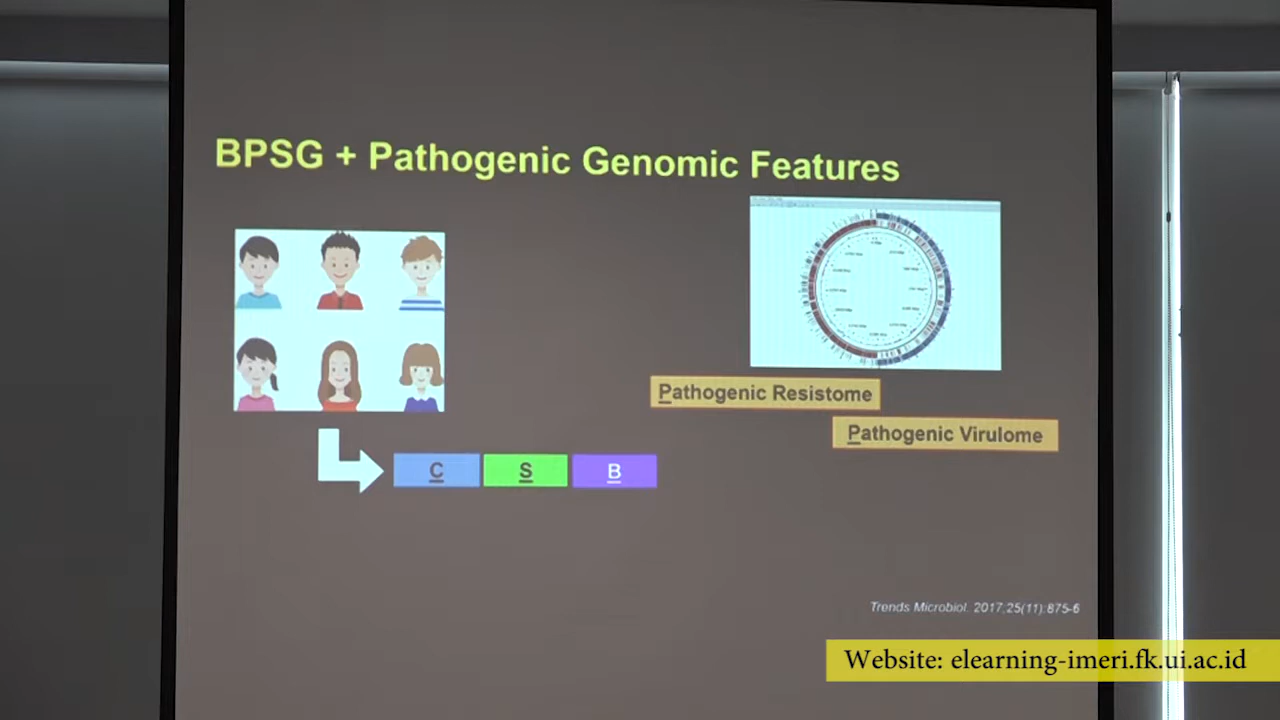 BPSG + Pathogenic Genomic Features
Pathogenic Resistome
Pathogenic Virulome
C S B
Trends Microbiol. 2017;25(11):875-6
Website: elearning-imeri.fk.ui.ac.id